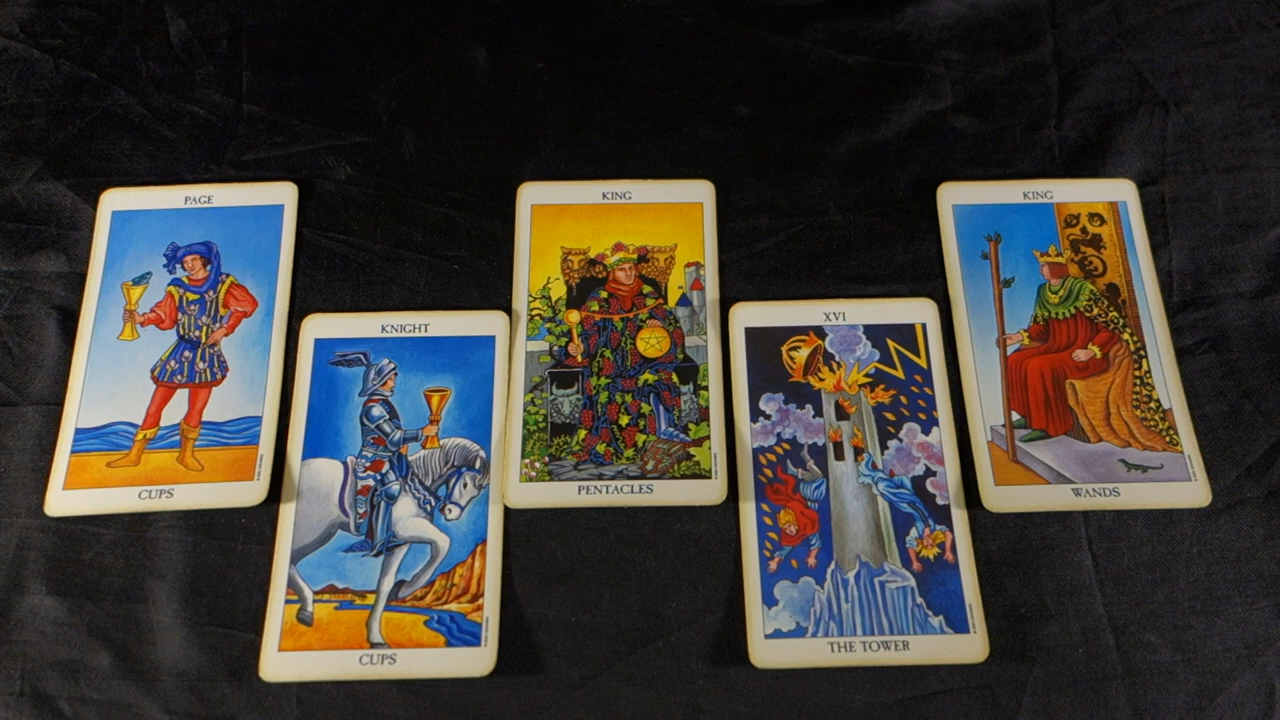 PAGE
CUPS
KNIGHT
CUPS
KING
PENTACLES
XVI
THE TOWER
KING
WANDS